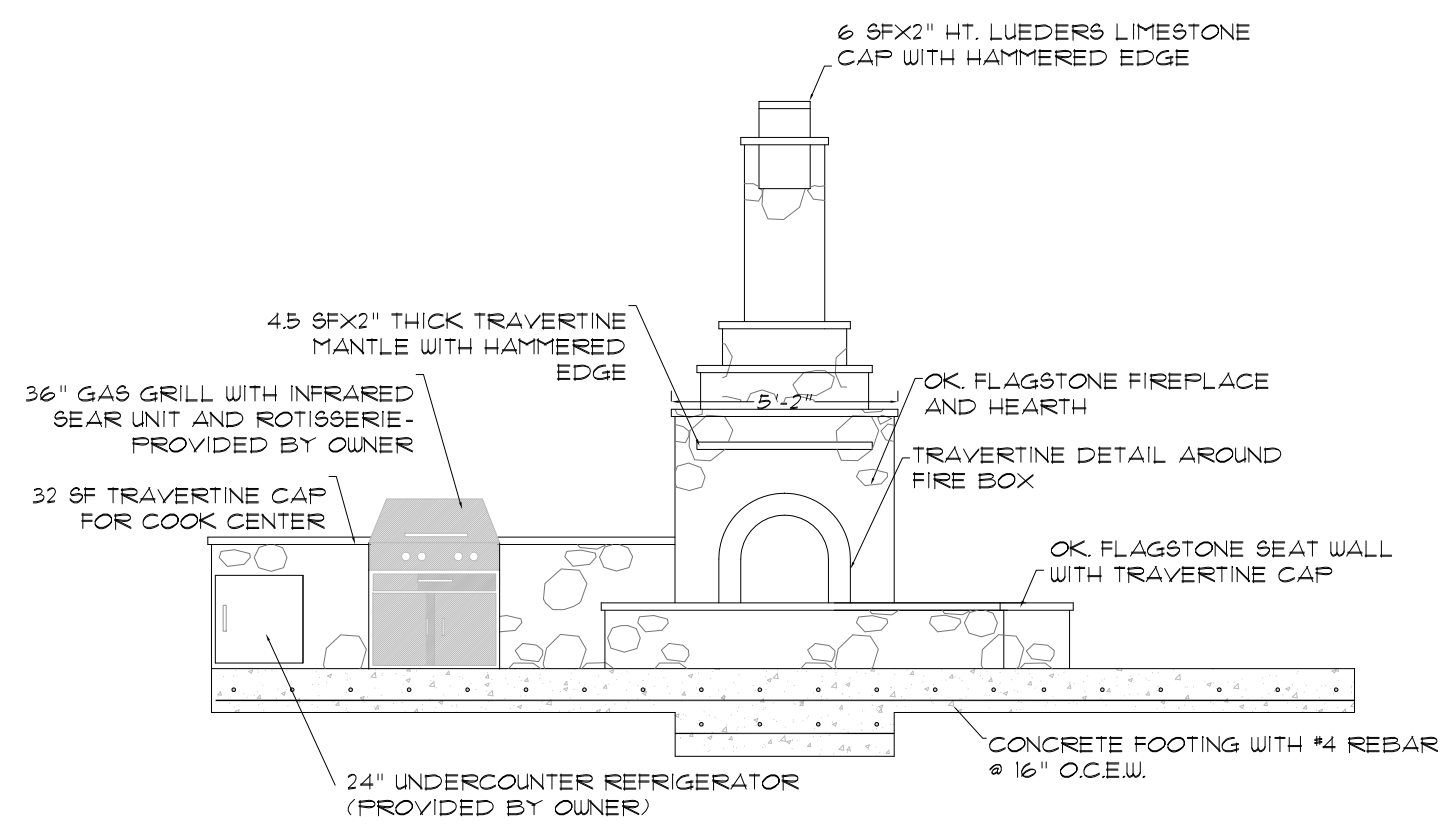 6 SFX2" HT. LUEDERS LIMESTONE
CAP WITH HAMMERED EDGE
4.5 SFX2" THICK TRAVERTINE
MANTLE WITH HAMMERED
EDGE
36" GAS GRILL WITH INFRARED
SEAR UNIT AND ROTISSERIE-
PROVIDED BY OWNER
32 SF TRAVERTINE CAP
FOR COOK CENTER
5'-2"
OK. FLAGSTONE FIREPLACE
AND HEARTH
TRAVERTINE DETAIL AROUND
FIRE BOX
OK. FLAGSTONE SEAT WALL
WITH TRAVERTINE CAP
CONCRETE FOOTING WITH #4 REBAR
@ 16" O.C.E.W.
24" UNDERCOUNTER REFRIGERATOR
(PROVIDED BY OWNER)